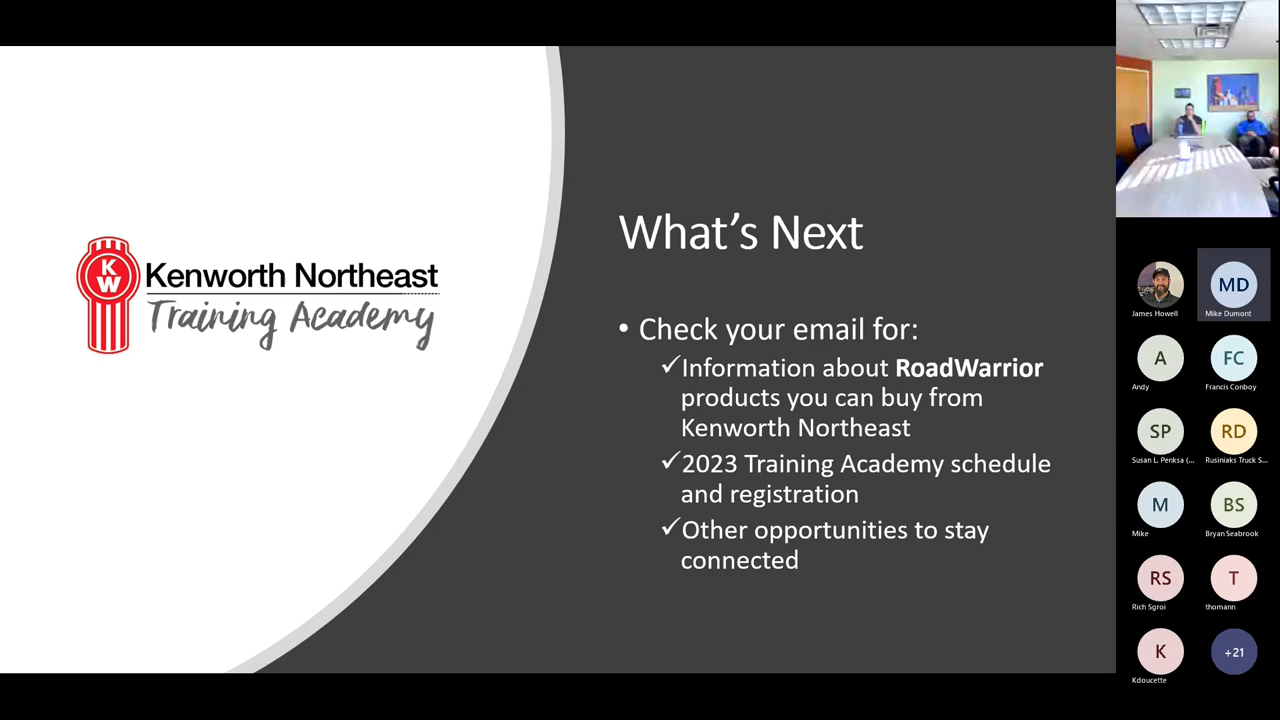 K
W
Kenworth Northeast
Training Academy
What's Next
• Check your email for:
✓Information about RoadWarrior
products you can buy from
Kenworth Northeast
✓2023 Training Academy schedule
and registration
✓Other opportunities to stay
connected
James Howell
MD
Mike Dumont
A
Andy
FC
Francis Conboy
SP
Susan L. Penksa (...
RD
Rusiniaks Truck S...
M
Mike
BS
Bryan Seabrook
RS
Rich Sgroi
T
thomann
K
Kdoucette
+21